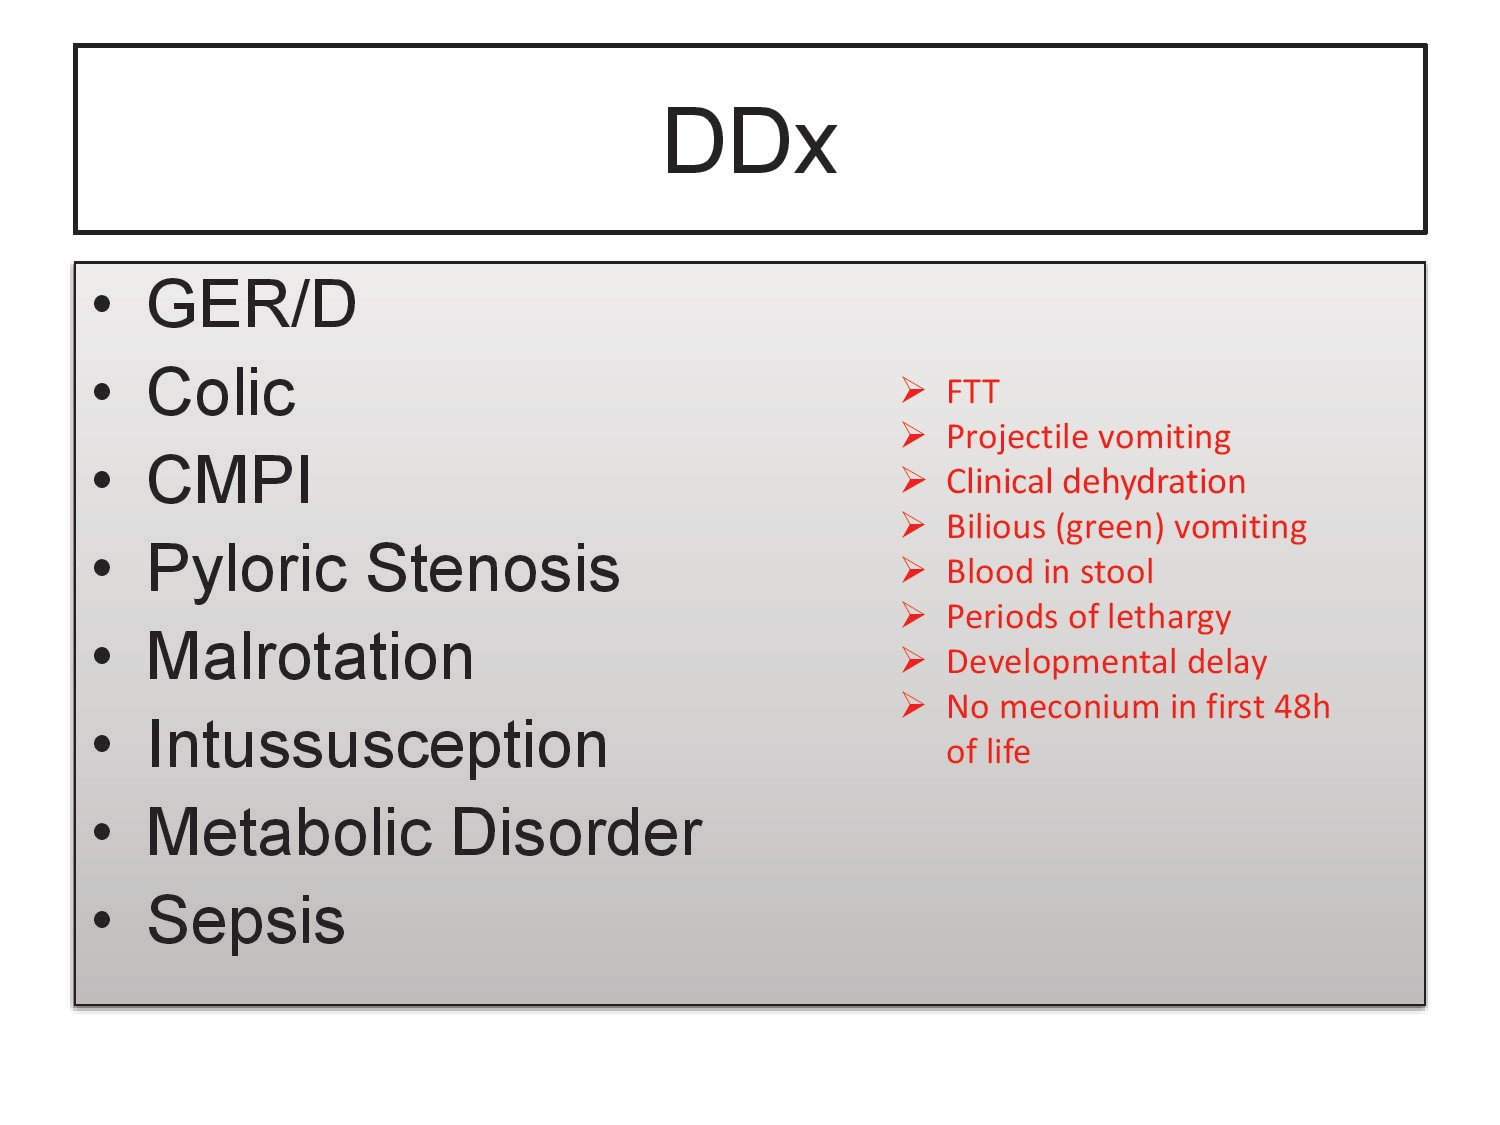 DDx
• GER/D
• Colic
• CMPI
• Pyloric Stenosis
• Malrotation
• Intussusception
• Metabolic Disorder
• Sepsis
➢ FTT
➢ Projectile vomiting
➢ Clinical dehydration
➢ Bilious (green) vomiting
➢ Blood in stool
➢ Periods of lethargy
➢ Developmental delay
➢ No meconium in first 48h
of life